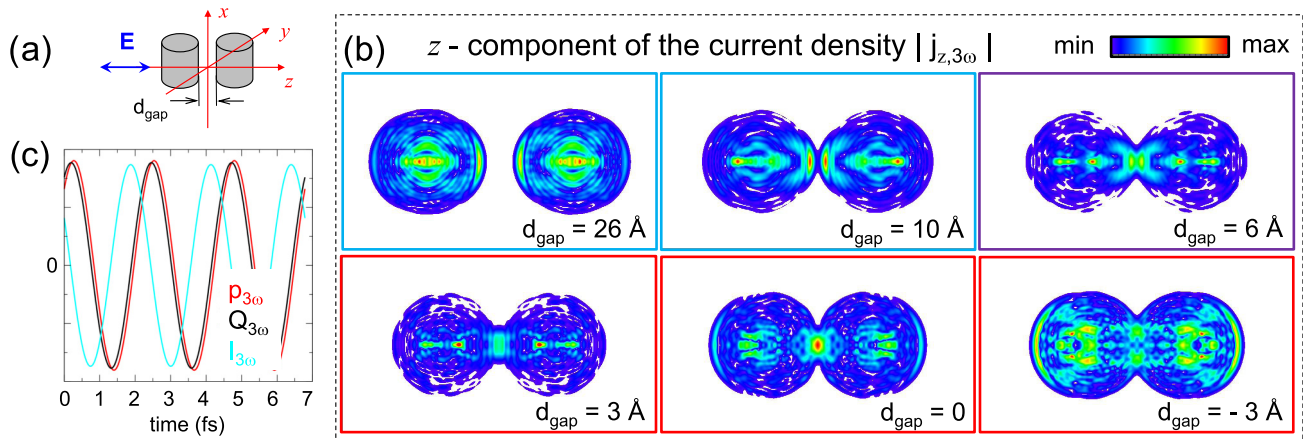 (a)
x
y
E
z
d_gap
(b)
z - component of the current density | j_z,3ω |
min
max
d_gap = 26 Å
d_gap = 10 Å
d_gap = 6 Å
d_gap = 3 Å
d_gap = 0
d_gap = - 3 Å
(c)
0
p_3ω
Q_3ω
I_3ω
0 1 2 3 4 5 6 7
time (fs)